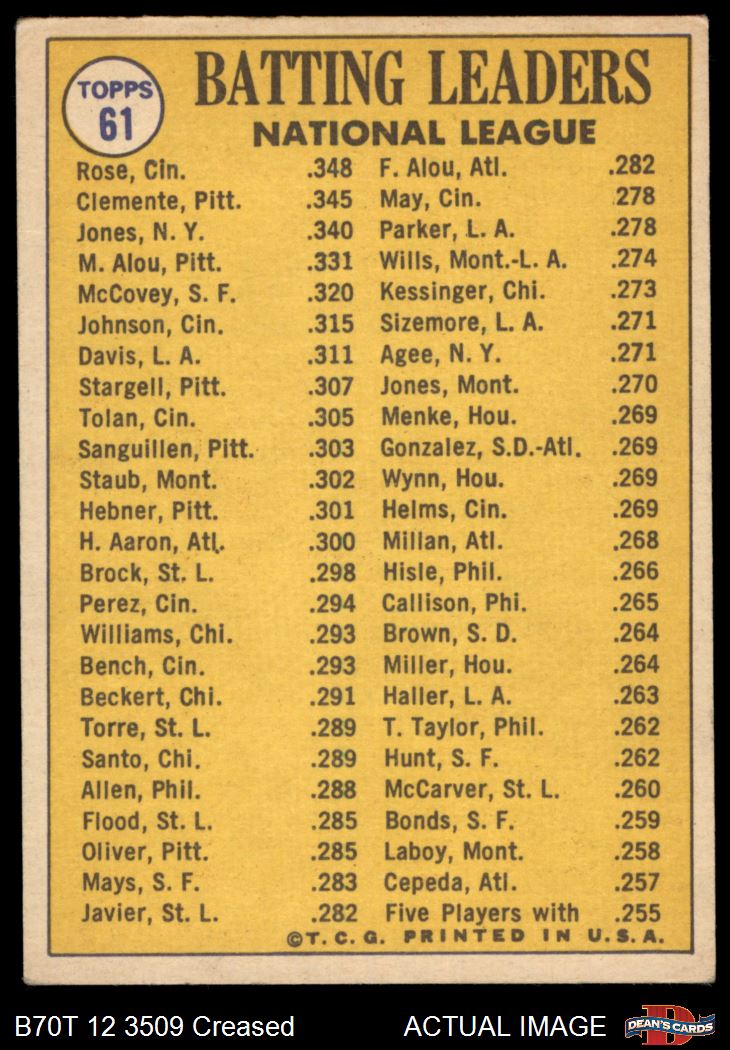 TOPPS
61
BATTING LEADERS
NATIONAL LEAGUE
Rose, Cin. .348
Clemente, Pitt. .345
Jones, N. Y. .340
M. Alou, Pitt. .331
McCovey, S. F. .320
Johnson, Cin. .315
Davis, L. A. .311
Stargell, Pitt. .307
Tolan, Cin. .305
Sanguillen, Pitt. .303
Staub, Mont. .302
Hebner, Pitt. .301
H. Aaron, Atl. .300
Brock, St. L. .298
Perez, Cin. .294
Williams, Chi. .293
Bench, Cin. .293
Beckert, Chi. .291
Torre, St. L. .289
Santo, Chi. .289
Allen, Phil. .288
Flood, St. L. .285
Oliver, Pitt. .285
Mays, S. F. .283
Javier, St. L. .282
F. Alou, Atl. .282
May, Cin. .278
Parker, L. A. .278
Wills, Mont.-L. A. .274
Kessinger, Chi. .273
Sizemore, L. A. .271
Agee, N. Y. .271
Jones, Mont. .270
Menke, Hou. .269
Gonzalez, S.D.-Atl. .269
Wynn, Hou. .269
Helms, Cin. .269
Millan, Atl. .268
Hisle, Phil. .266
Callison, Phi. .265
Brown, S. D. .264
Miller, Hou. .264
Haller, L. A. .263
T. Taylor, Phil. .262
Hunt, S. F. .262
McCarver, St. L. .260
Bonds, S. F. .259
Laboy, Mont. .258
Cepeda, Atl. .257
Five Players with .255
©T. C. G. PRINTED IN U.S.A.
B70T 12 3509 Creased
ACTUAL IMAGE
D
DEAN'S CARDS